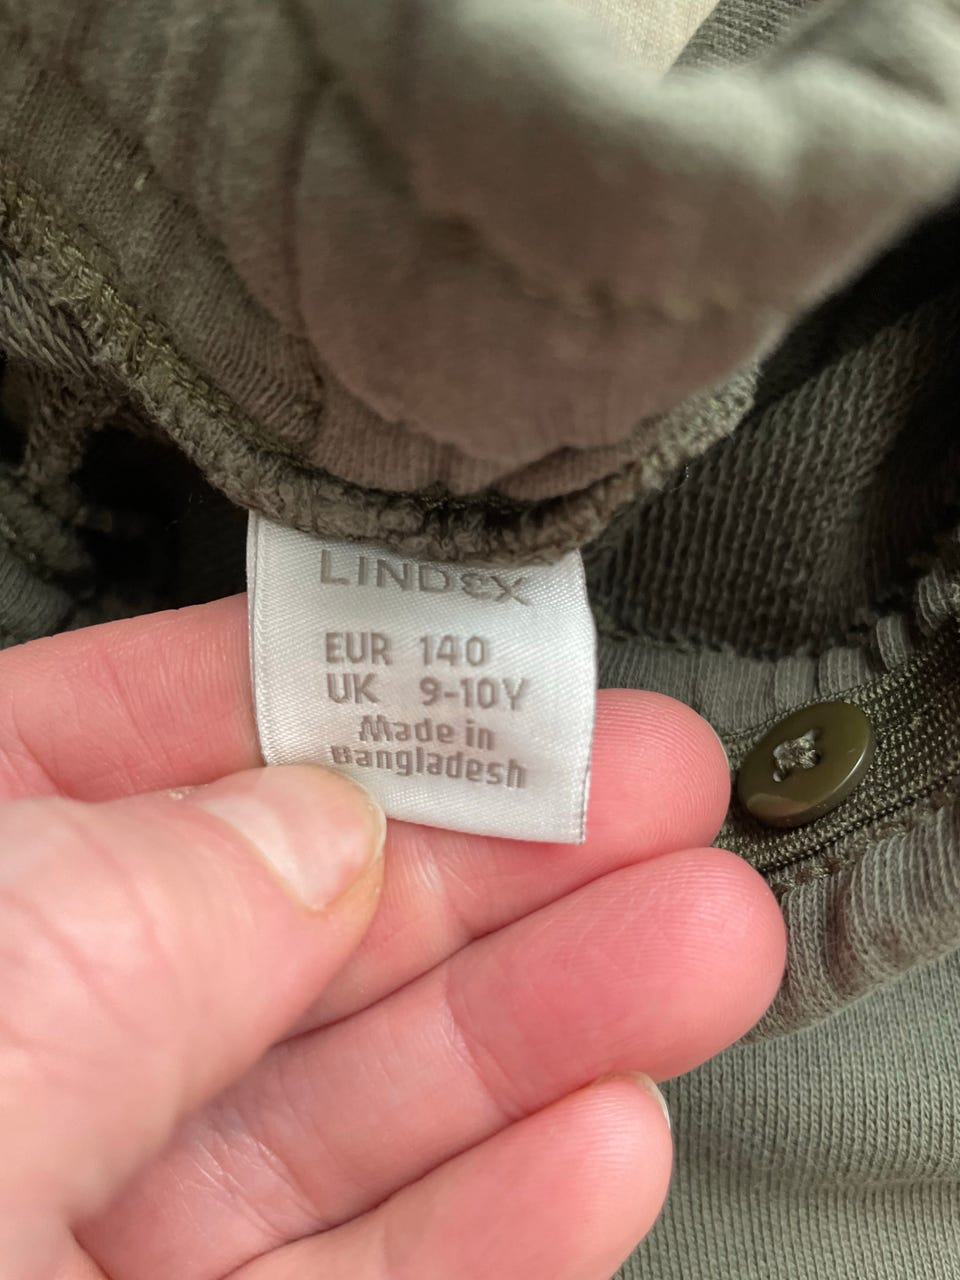 LINDEX
EUR 140
UK 9-10Y
Made in
Bangladesh